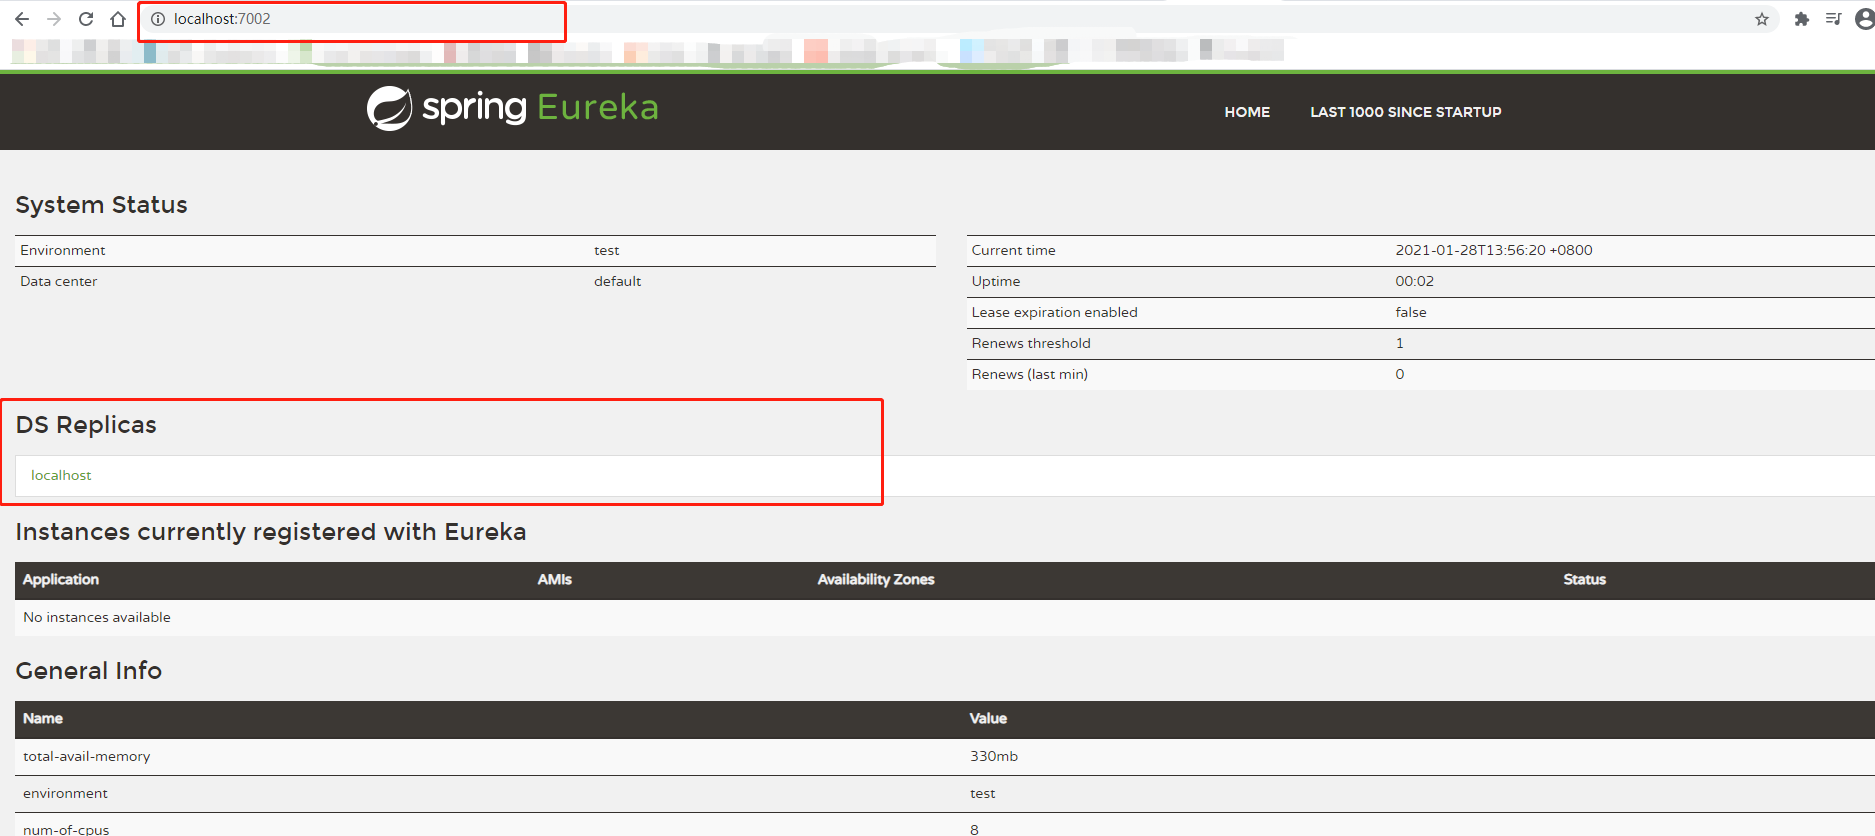 localhost:7002
spring Eureka
HOME LAST 1000 SINCE STARTUP
System Status
Environment test
Data center default
Current time 2021-01-28T13:56:20 +0800
Uptime 00:02
Lease expiration enabled false
Renews threshold 1
Renews (last min) 0
DS Replicas
localhost
Instances currently registered with Eureka
Application AMIs Availability Zones Status
No instances available
General Info
Name Value
total-avail-memory 330mb
environment test
num-of-cpus 8